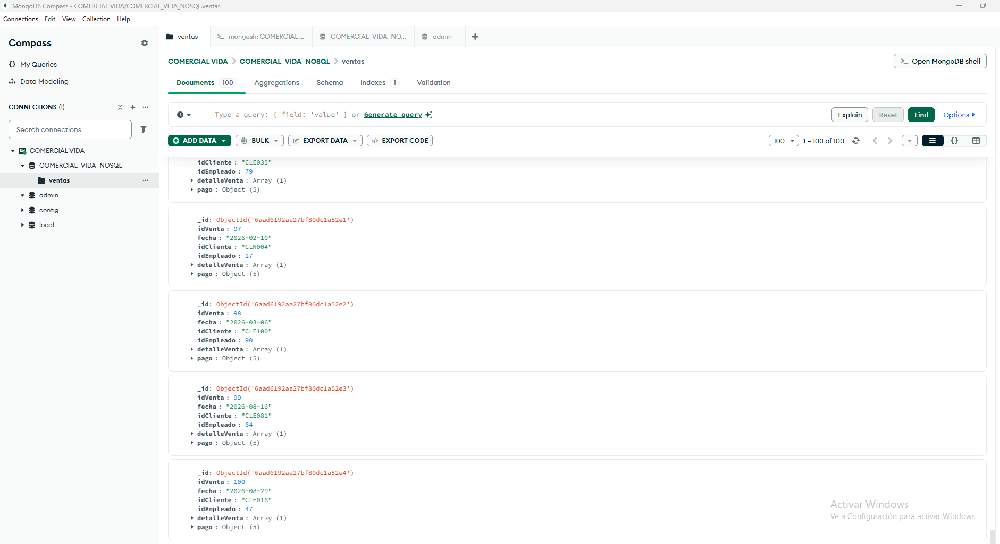 MongoDB Compass - COMERCIAL VIDA/COMERCIAL_VIDA_NOSQL.ventas
Connections Edit View Collection Help
Compass
My Queries
Data Modeling
CONNECTIONS (1)
Search connections
COMERCIAL VIDA
COMERCIAL_VIDA_NOSQL
ventas
admin
config
local
ventas
mongosh: COMERCIAL ...
COMERCIAL_VIDA_NO...
admin
COMERCIAL VIDA > COMERCIAL_VIDA_NOSQL > ventas
>_ Open MongoDB shell
Documents 100 Aggregations Schema Indexes 1 Validation
Type a query: { field: 'value' } or Generate query
Explain Reset Find Options
ADD DATA BULK EXPORT DATA EXPORT CODE
100 1 – 100 of 100
idCliente : "CLE035"
idEmpleado : 79
detalleVenta : Array (1)
pago : Object (5)
_id: ObjectId('6aad6192aa27bf80dc1a52e1')
idVenta : 97
fecha : "2026-02-10"
idCliente : "CLN004"
idEmpleado : 17
detalleVenta : Array (1)
pago : Object (5)
_id: ObjectId('6aad6192aa27bf80dc1a52e2')
idVenta : 98
fecha : "2026-03-06"
idCliente : "CLE100"
idEmpleado : 90
detalleVenta : Array (1)
pago : Object (5)
_id: ObjectId('6aad6192aa27bf80dc1a52e3')
idVenta : 99
fecha : "2026-08-16"
idCliente : "CLE081"
idEmpleado : 64
detalleVenta : Array (1)
pago : Object (5)
_id: ObjectId('6aad6192aa27bf80dc1a52e4')
idVenta : 100
fecha : "2026-08-29"
idCliente : "CLE016"
idEmpleado : 47
detalleVenta : Array (1)
pago : Object (5)
Activar Windows
Ve a Configuración para activar Windows.